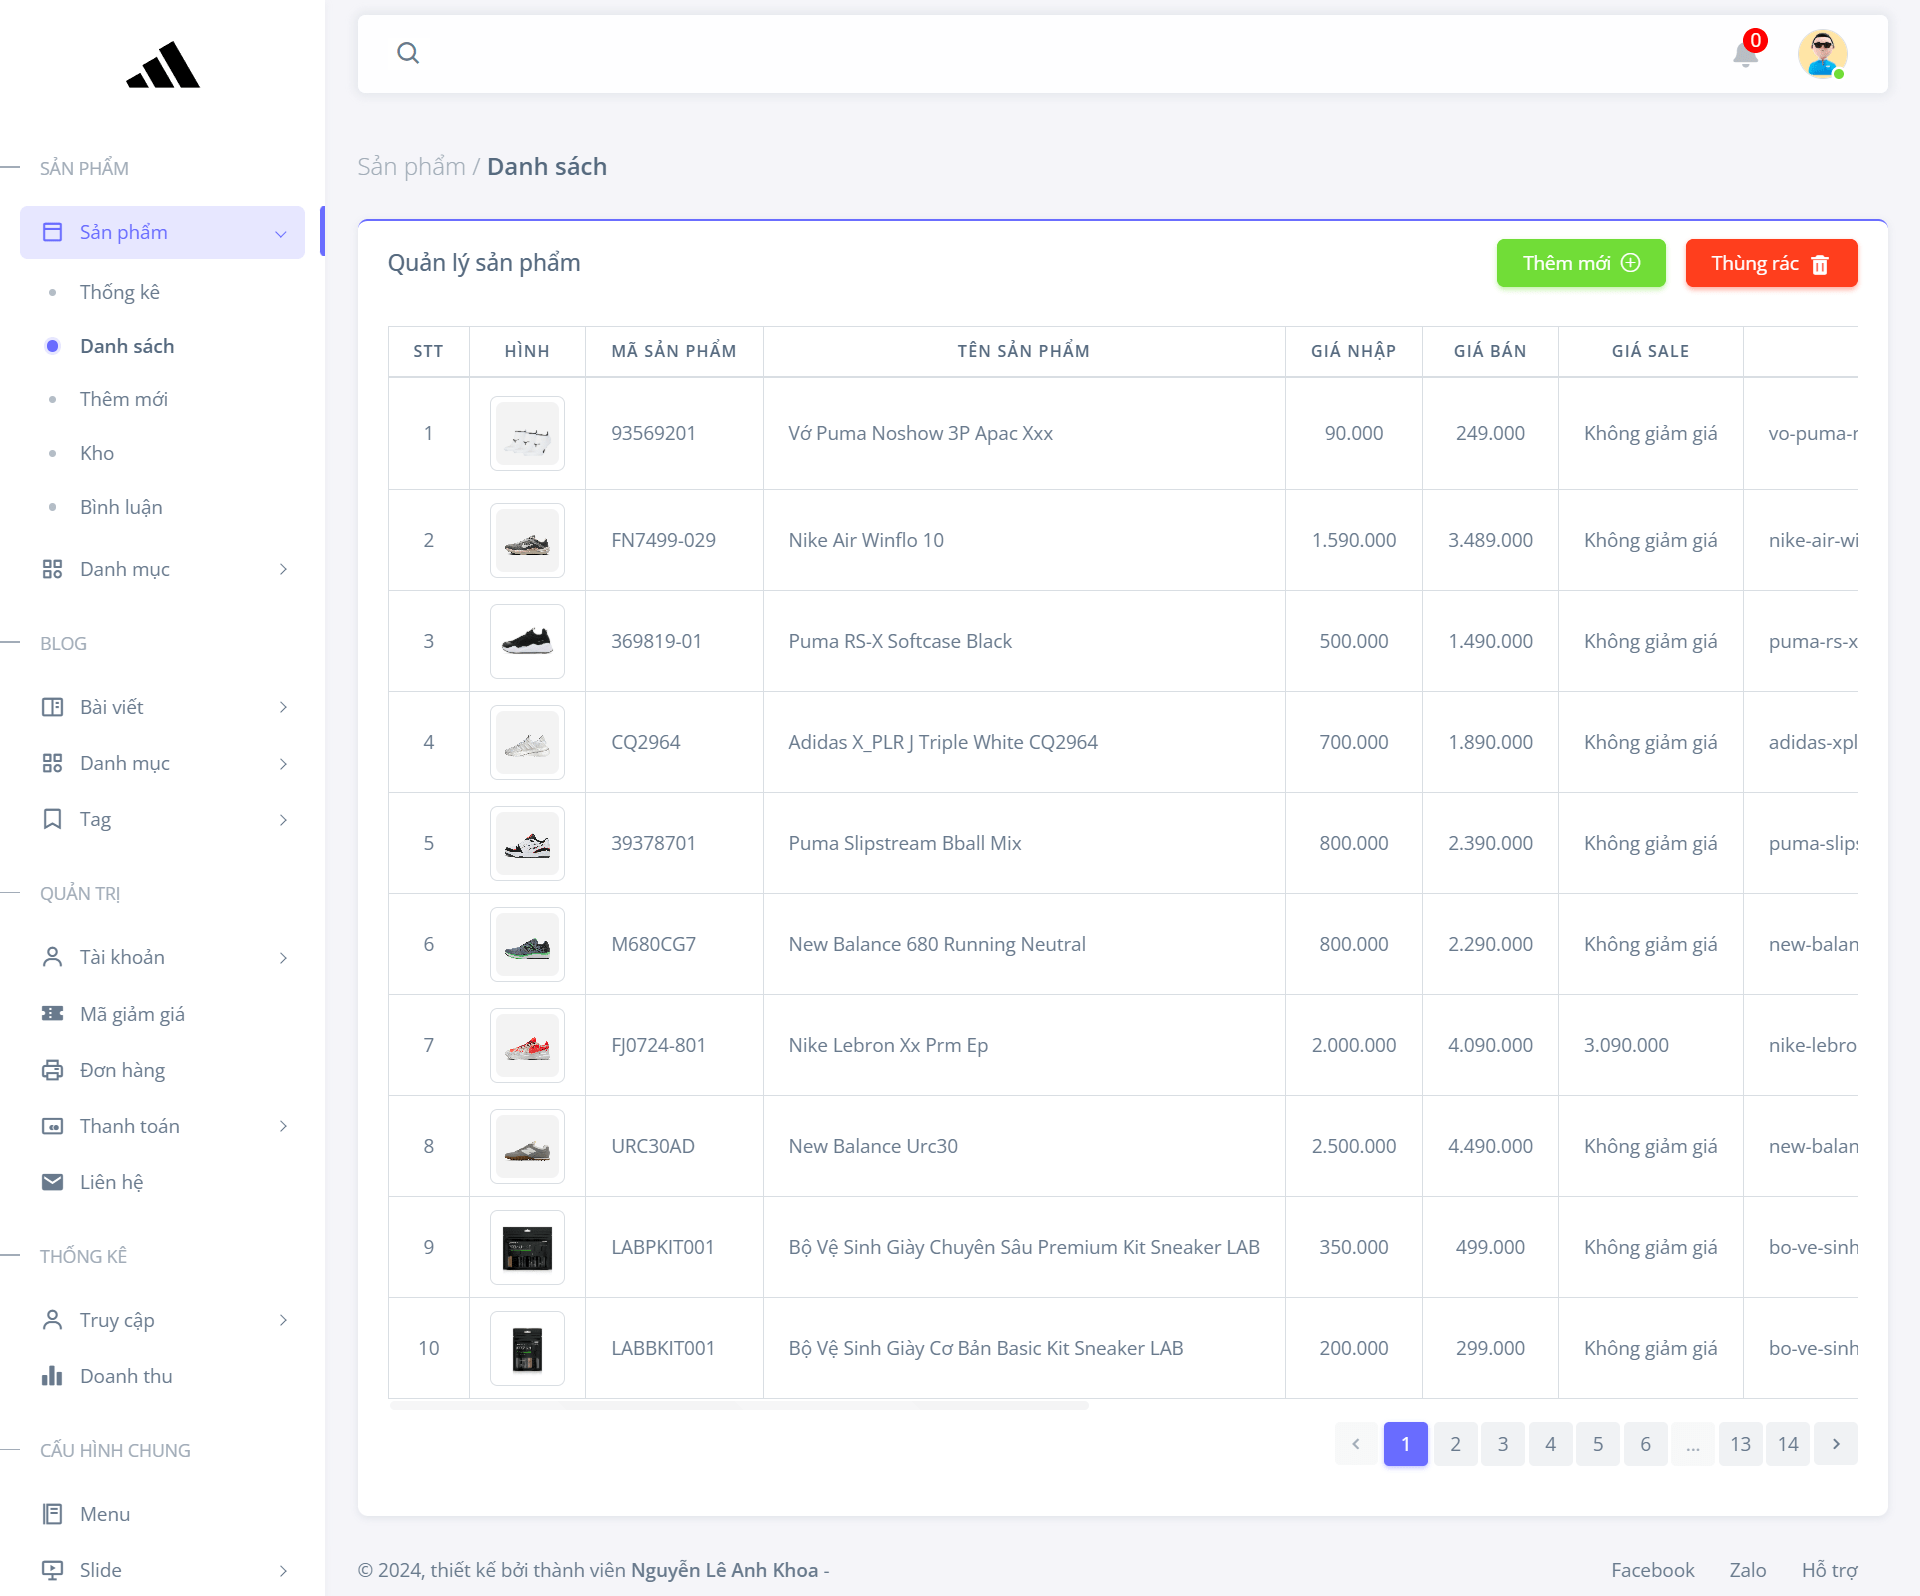 0
SẢN PHẨM
Sản phẩm
Thống kê
Danh sách
Thêm mới
Kho
Bình luận
Danh mục
BLOG
Bài viết
Danh mục
Tag
QUẢN TRỊ
Tài khoản
Mã giảm giá
Đơn hàng
Thanh toán
Liên hệ
THỐNG KÊ
Truy cập
Doanh thu
CẤU HÌNH CHUNG
Menu
Slide
Sản phẩm / Danh sách
Quản lý sản phẩm
Thêm mới
Thùng rác
STT HÌNH MÃ SẢN PHẨM TÊN SẢN PHẨM GIÁ NHẬP GIÁ BÁN GIÁ SALE
1 93569201 Vớ Puma Noshow 3P Apac Xxx 90.000 249.000 Không giảm giá vo-puma-n
2 FN7499-029 Nike Air Winflo 10 1.590.000 3.489.000 Không giảm giá nike-air-wi
3 369819-01 Puma RS-X Softcase Black 500.000 1.490.000 Không giảm giá puma-rs-x
4 CQ2964 Adidas X_PLR J Triple White CQ2964 700.000 1.890.000 Không giảm giá adidas-xpl
5 39378701 Puma Slipstream Bball Mix 800.000 2.390.000 Không giảm giá puma-slips
6 M680CG7 New Balance 680 Running Neutral 800.000 2.290.000 Không giảm giá new-balan
7 FJ0724-801 Nike Lebron Xx Prm Ep 2.000.000 4.090.000 3.090.000 nike-lebro
8 URC30AD New Balance Urc30 2.500.000 4.490.000 Không giảm giá new-balan
9 LABPKIT001 Bộ Vệ Sinh Giày Chuyên Sâu Premium Kit Sneaker LAB 350.000 499.000 Không giảm giá bo-ve-sinh
10 LABBKIT001 Bộ Vệ Sinh Giày Cơ Bản Basic Kit Sneaker LAB 200.000 299.000 Không giảm giá bo-ve-sinh
1 2 3 4 5 6 ... 13 14
© 2024, thiết kế bởi thành viên Nguyễn Lê Anh Khoa -
Facebook Zalo Hỗ trợ